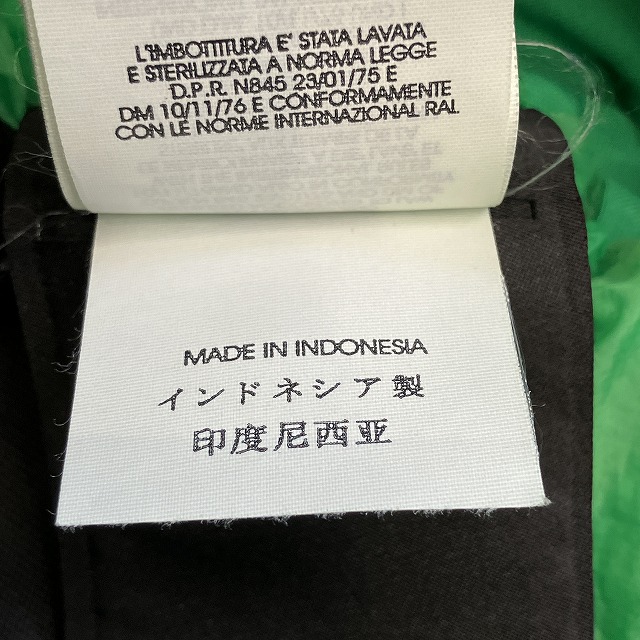 L'IMBOTTITURA E' STATA LAVATA
E STERILIZZATA A NORMA LEGGE
D.P.R. N845 23/01/75 E
DM 10/11/76 E CONFORMAMENTE
CON LE NORME INTERNAZIONAL RAL
MADE IN INDONESIA
インドネシア製
印度尼西亚